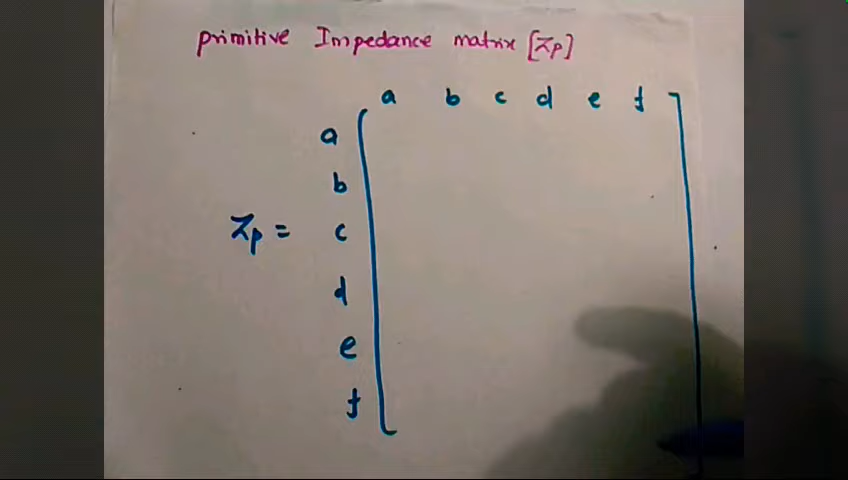 primitive Impedance matrix [Zp]
a b c d e f
a
b
Zp = c
d
e
f